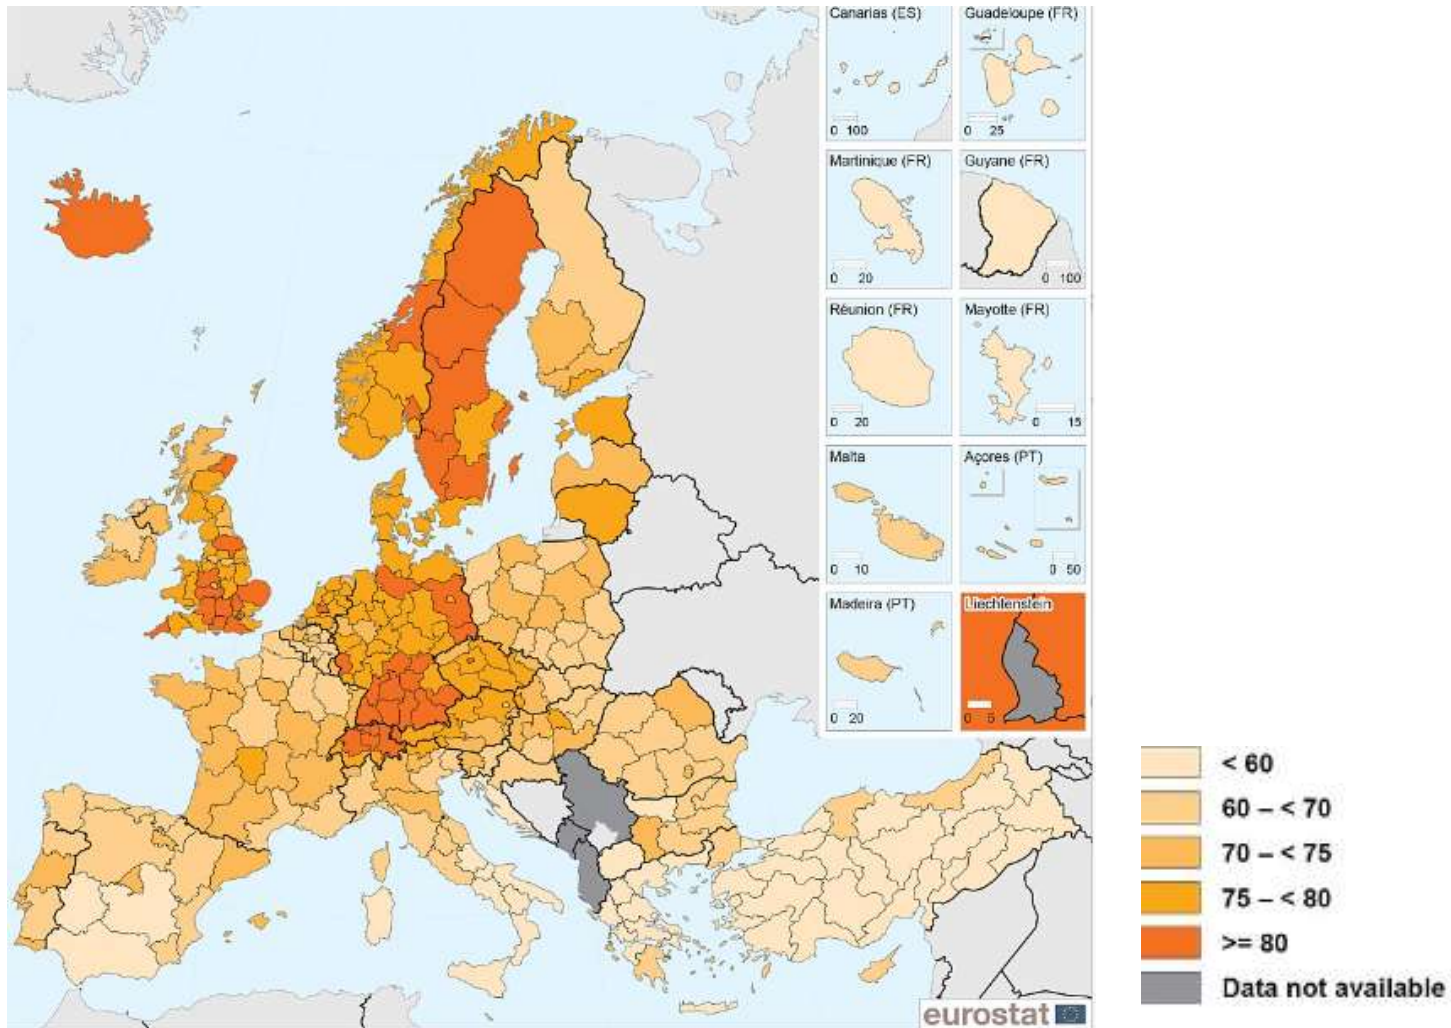 Canarias (ES)
0 100
Guadeloupe (FR)
0 25
Martinique (FR)
0 20
Guyane (FR)
0 100
Réunion (FR)
0 20
Mayotte (FR)
0 15
Malta
0 10
Açores (PT)
0 50
Madeira (PT)
0 20
Liechtenstein
0 5
< 60
60 – < 70
70 – < 75
75 – < 80
>= 80
Data not available
eurostat